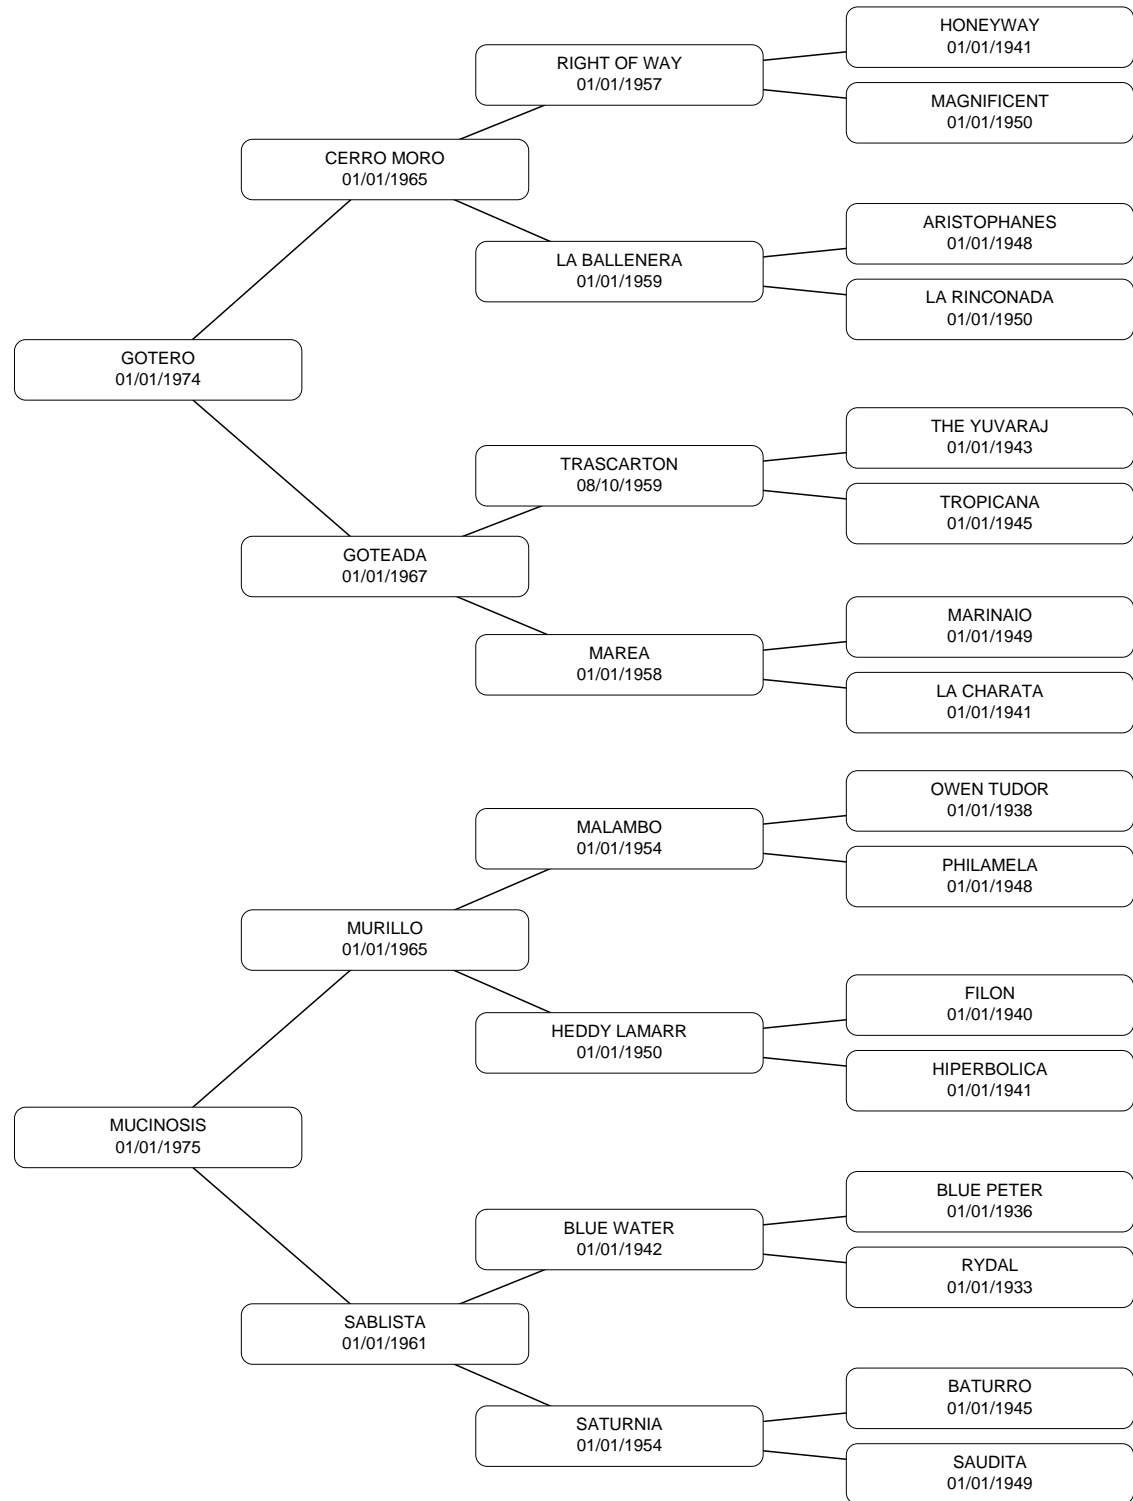 HONEYWAY
01/01/1941
RIGHT OF WAY
01/01/1957
MAGNIFICENT
01/01/1950
CERRO MORO
01/01/1965
ARISTOPHANES
01/01/1948
LA BALLENERA
01/01/1959
LA RINCONADA
01/01/1950
GOTERO
01/01/1974
THE YUVARAJ
01/01/1943
TRASCARTON
08/10/1959
TROPICANA
01/01/1945
GOTEADA
01/01/1967
MARINAIO
01/01/1949
MAREA
01/01/1958
LA CHARATA
01/01/1941
OWEN TUDOR
01/01/1938
MALAMBO
01/01/1954
PHILAMELA
01/01/1948
MURILLO
01/01/1965
FILON
01/01/1940
HEDDY LAMARR
01/01/1950
HIPERBOLICA
01/01/1941
MUCINOSIS
01/01/1975
BLUE PETER
01/01/1936
BLUE WATER
01/01/1942
RYDAL
01/01/1933
SABLISTA
01/01/1961
BATURRO
01/01/1945
SATURNIA
01/01/1954
SAUDITA
01/01/1949